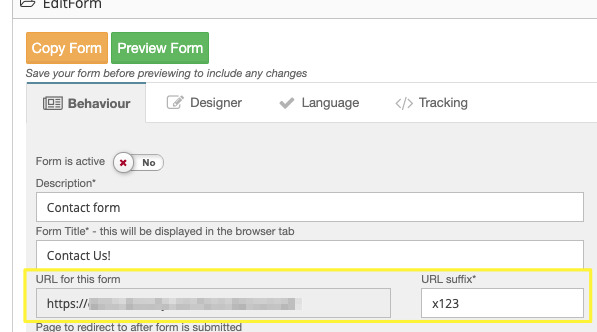 EditForm
Copy Form Preview Form
Save your form before previewing to include any changes
Behaviour Designer Language Tracking
Form is active No
Description*
Contact form
Form Title* - this will be displayed in the browser tab
Contact Us!
URL for this form URL suffix*
https:// x123
Page to redirect to after form is submitted